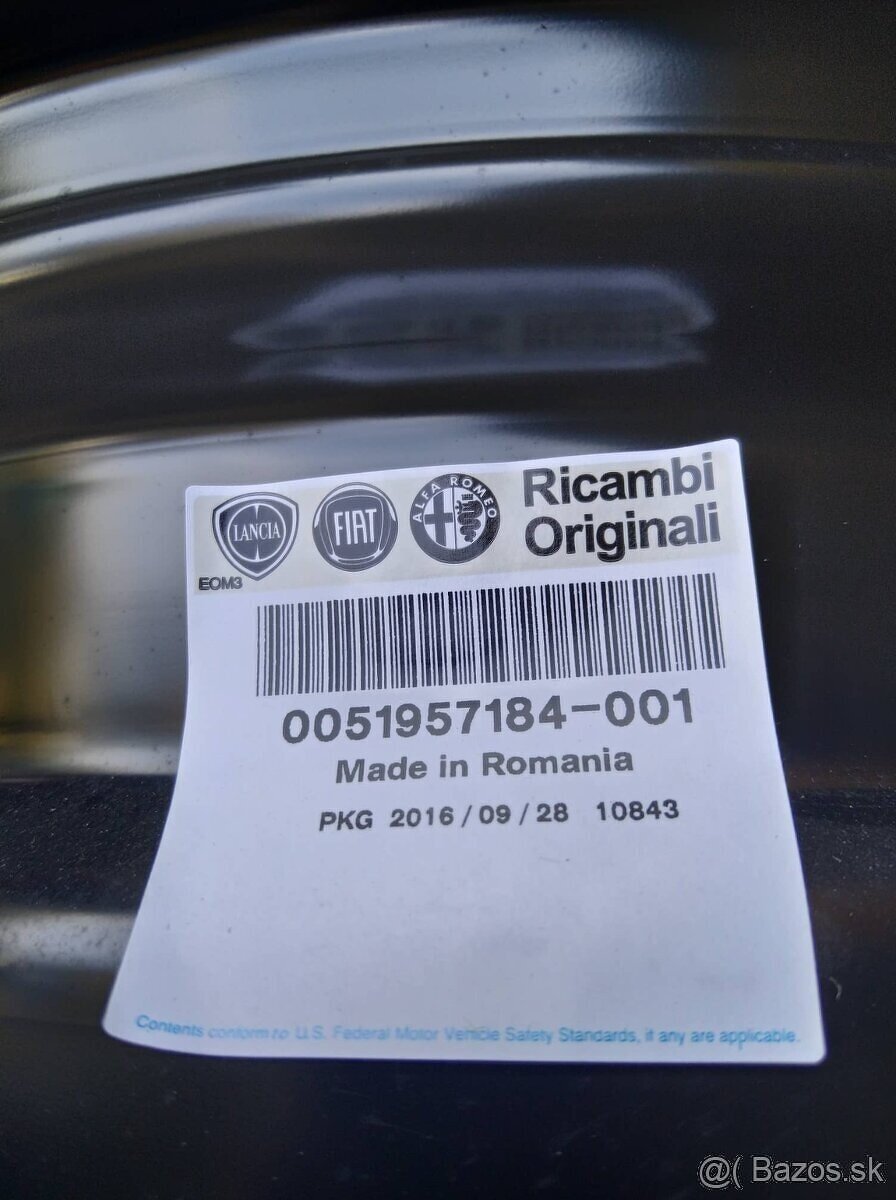 LANCIA FIAT ALFA ROMEO Ricambi
Originali
EOM3
0051957184-001
Made in Romania
PKG 2016/09/28 10843
Contents conform to U.S. Federal Motor Vehicle Safety Standards, if any are applicable.
@( Bazos.sk